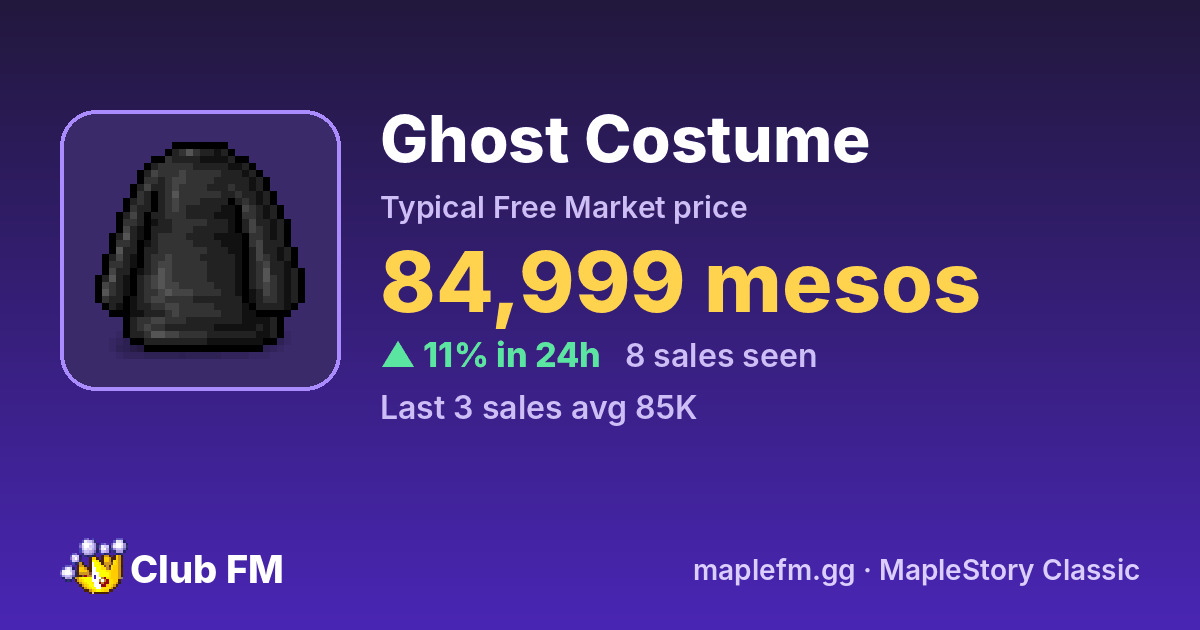 Ghost Costume
Typical Free Market price
84,999 mesos
▲ 11% in 24h 8 sales seen
Last 3 sales avg 85K
Club FM
maplefm.gg · MapleStory Classic